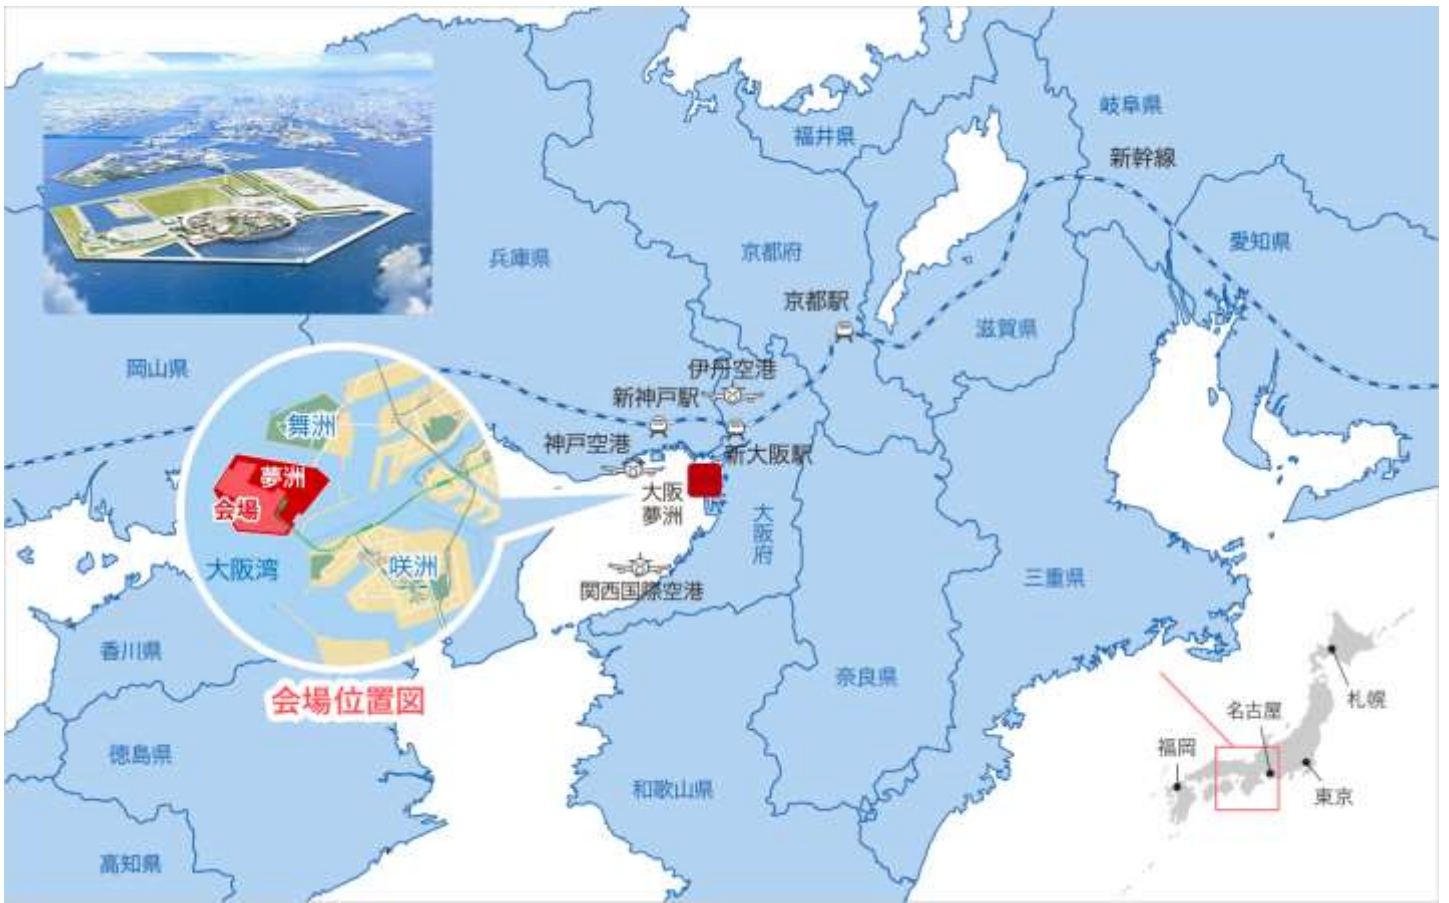 岐阜県
福井県
新幹線
兵庫県
京都府
愛知県
京都駅
滋賀県
岡山県
伊丹空港
新神戸駅
神戸空港
新大阪駅
大阪
夢洲
大阪府
関西国際空港
舞洲
夢洲
会場
大阪湾
咲洲
会場位置図
三重県
香川県
奈良県
徳島県
和歌山県
高知県
札幌
名古屋
福岡
東京